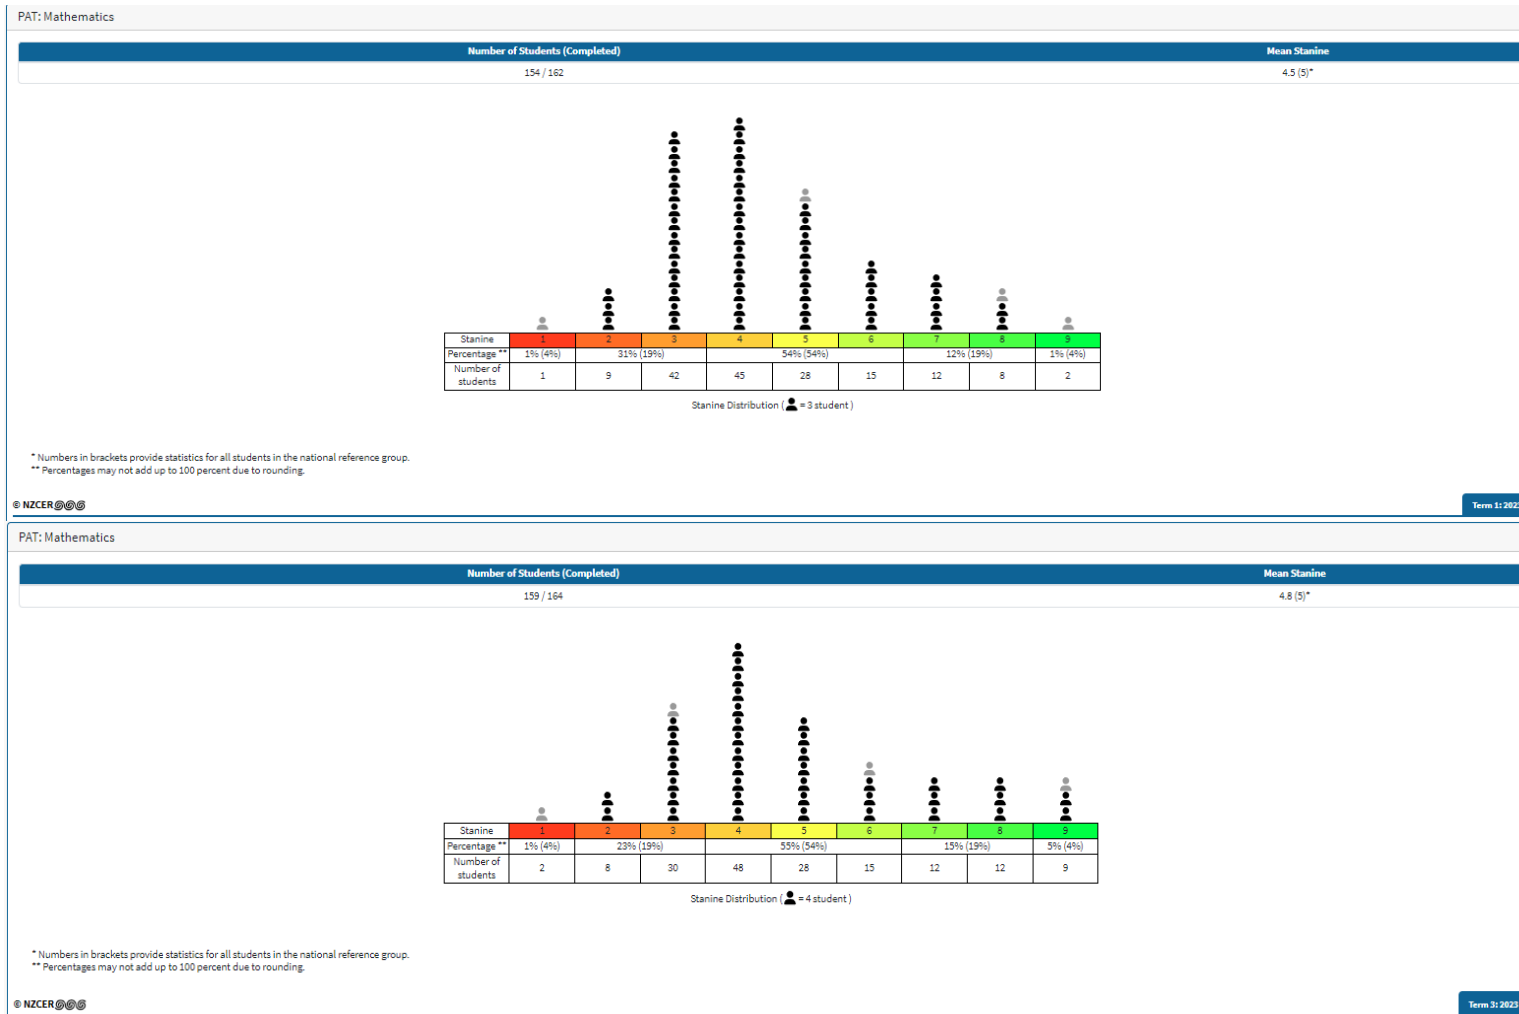 PAT: Mathematics
Number of Students (Completed) Mean Stanine
154 / 162 4.5 (5)*
Stanine 1 2 3 4 5 6 7 8 9
Percentage ** 1% (4%) 31% (19%) 54% (54%) 12% (19%) 1% (4%)
Number of students 1 9 42 45 28 15 12 8 2
Stanine Distribution ( = 3 student )
* Numbers in brackets provide statistics for all students in the national reference group.
** Percentages may not add up to 100 percent due to rounding.
© NZCER
Term 1: 202
PAT: Mathematics
Number of Students (Completed) Mean Stanine
159 / 164 4.8 (5)*
Stanine 1 2 3 4 5 6 7 8 9
Percentage ** 1% (4%) 23% (19%) 55% (54%) 15% (19%) 5% (4%)
Number of students 2 8 30 48 28 15 12 12 9
Stanine Distribution ( = 4 student )
* Numbers in brackets provide statistics for all students in the national reference group.
** Percentages may not add up to 100 percent due to rounding.
© NZCER
Term 3: 2023